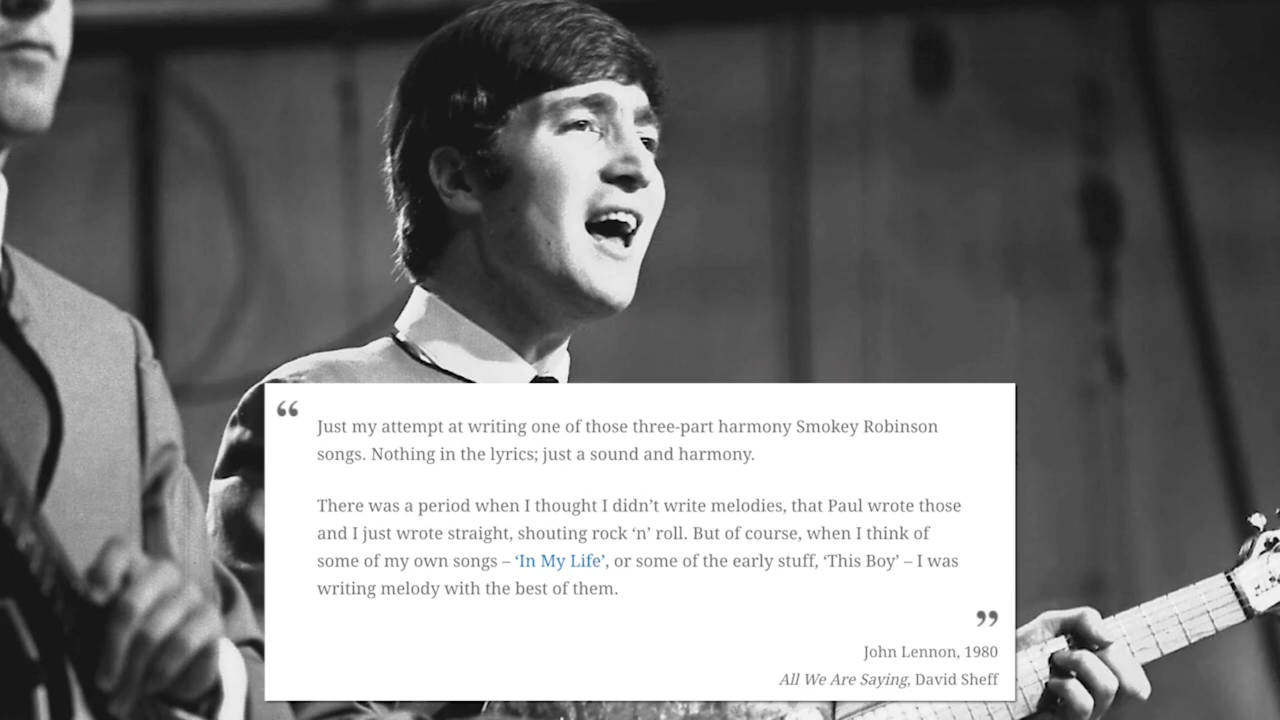 “
Just my attempt at writing one of those three-part harmony Smokey Robinson
songs. Nothing in the lyrics; just a sound and harmony.
There was a period when I thought I didn’t write melodies, that Paul wrote those
and I just wrote straight, shouting rock ‘n’ roll. But of course, when I think of
some of my own songs – ‘In My Life’, or some of the early stuff, ‘This Boy’ – I was
writing melody with the best of them.
”
John Lennon, 1980
All We Are Saying, David Sheff